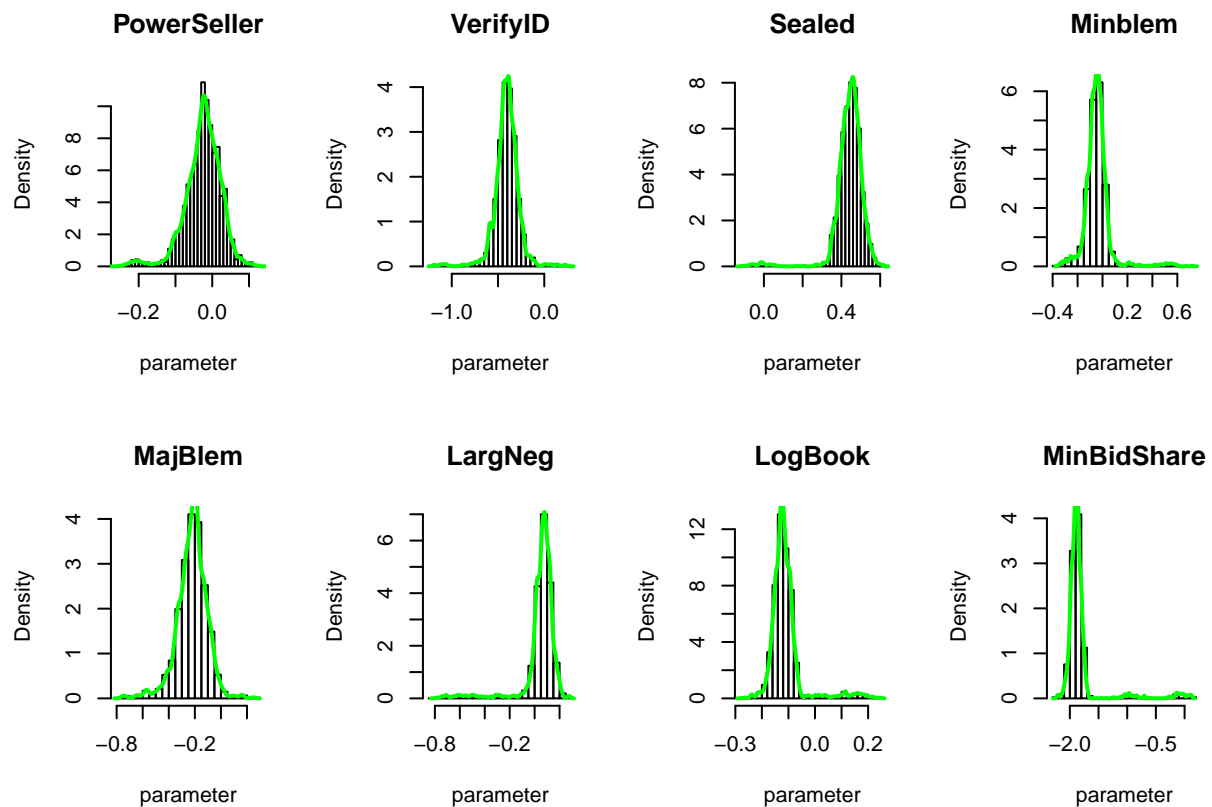 PowerSeller
VerifyID
Sealed
Minblem
Density
0 2 4 6 8
−0.2 0.0
parameter
Density
0 1 2 3 4
−1.0 0.0
parameter
Density
0 2 4 6 8
0.0 0.4
parameter
Density
0 2 4 6
−0.4 0.2 0.6
parameter
MajBlem
LargNeg
LogBook
MinBidShare
Density
0 1 2 3 4
−0.8 −0.2
parameter
Density
0 2 4 6
−0.8 −0.2
parameter
Density
0 4 8 12
−0.3 0.0 0.2
parameter
Density
0 1 2 3 4
−2.0 −0.5
parameter